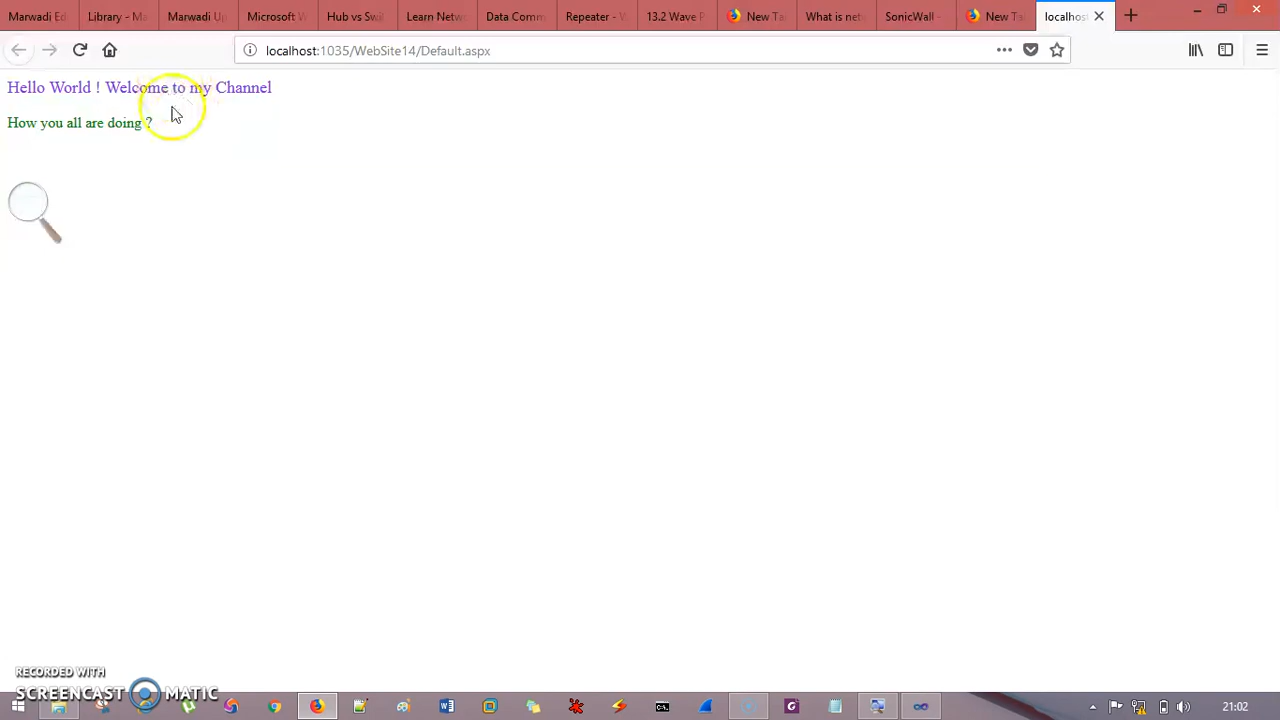 Marwadi Ed
Library - Ma
Marwadi Up
Microsoft W
Hub vs Swit
Learn Netw
Data Comm
Repeater - W
13.2 Wave P
New Ta
What is net
SonicWall -
New Ta
localhos
localhost:1035/WebSite14/Default.aspx
Hello World ! Welcome to my Channel
How you all are doing ?
RECORDED WITH
SCREENCAST MATIC
21:02